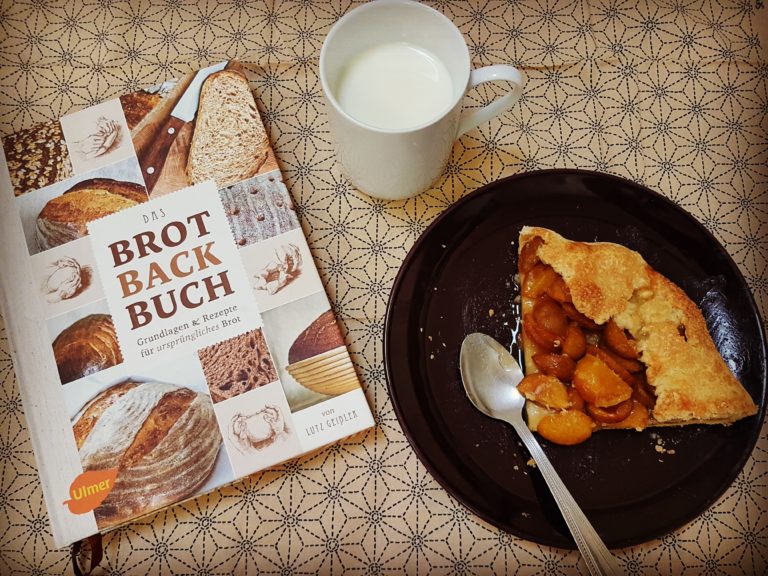 DAS
BROT
BACK
BUCH
Grundlagen & Rezepte
für ursprüngliches Brot
von
LUTZ GEIẞLER
Ulmer